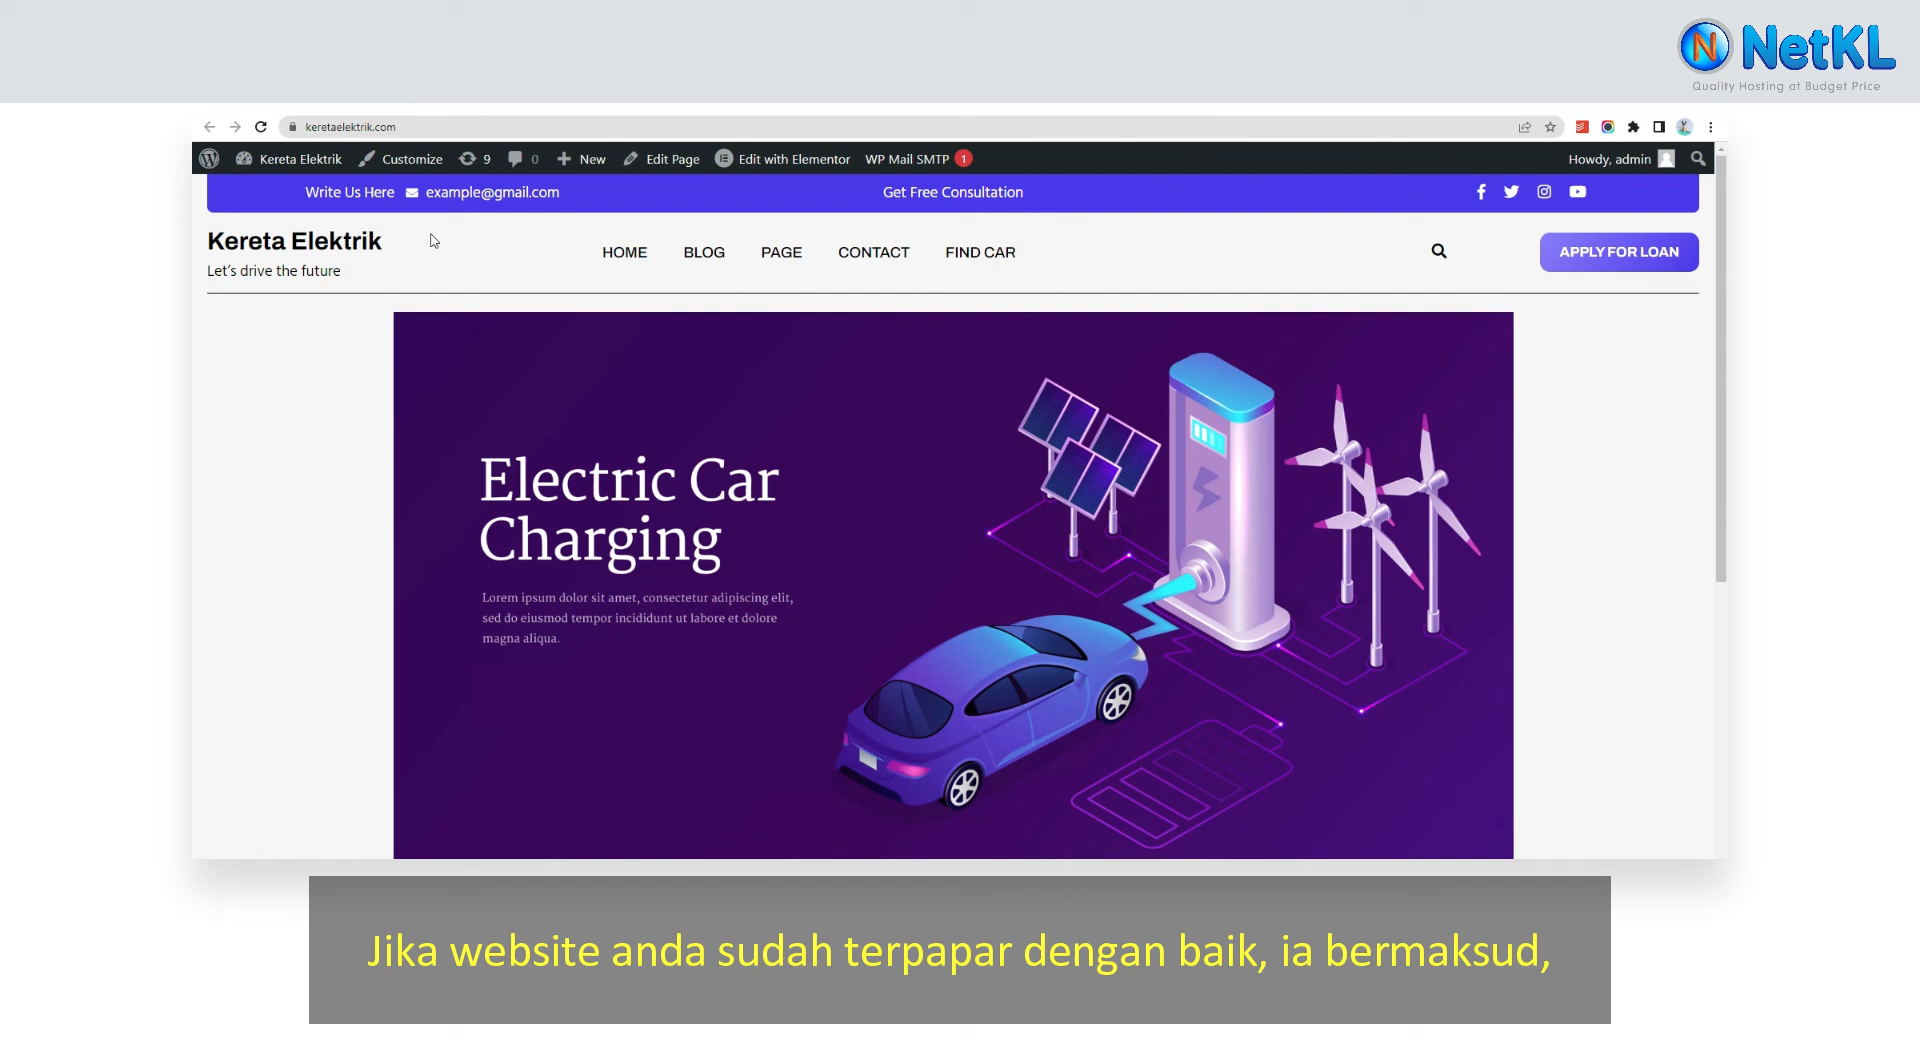 N NetKL
Quality Hosting at Budget Price
keretaelektrik.com
Kereta Elektrik Customize 9 0 New Edit Page Edit with Elementor WP Mail SMTP 1 Howdy, admin
Write Us Here example@gmail.com Get Free Consultation
Kereta Elektrik
Let's drive the future
HOME BLOG PAGE CONTACT FIND CAR APPLY FOR LOAN
Electric Car
Charging
Lorem ipsum dolor sit amet, consectetur adipiscing elit,
sed do eiusmod tempor incididunt ut labore et dolore
magna aliqua.
Jika website anda sudah terpapar dengan baik, ia bermaksud,